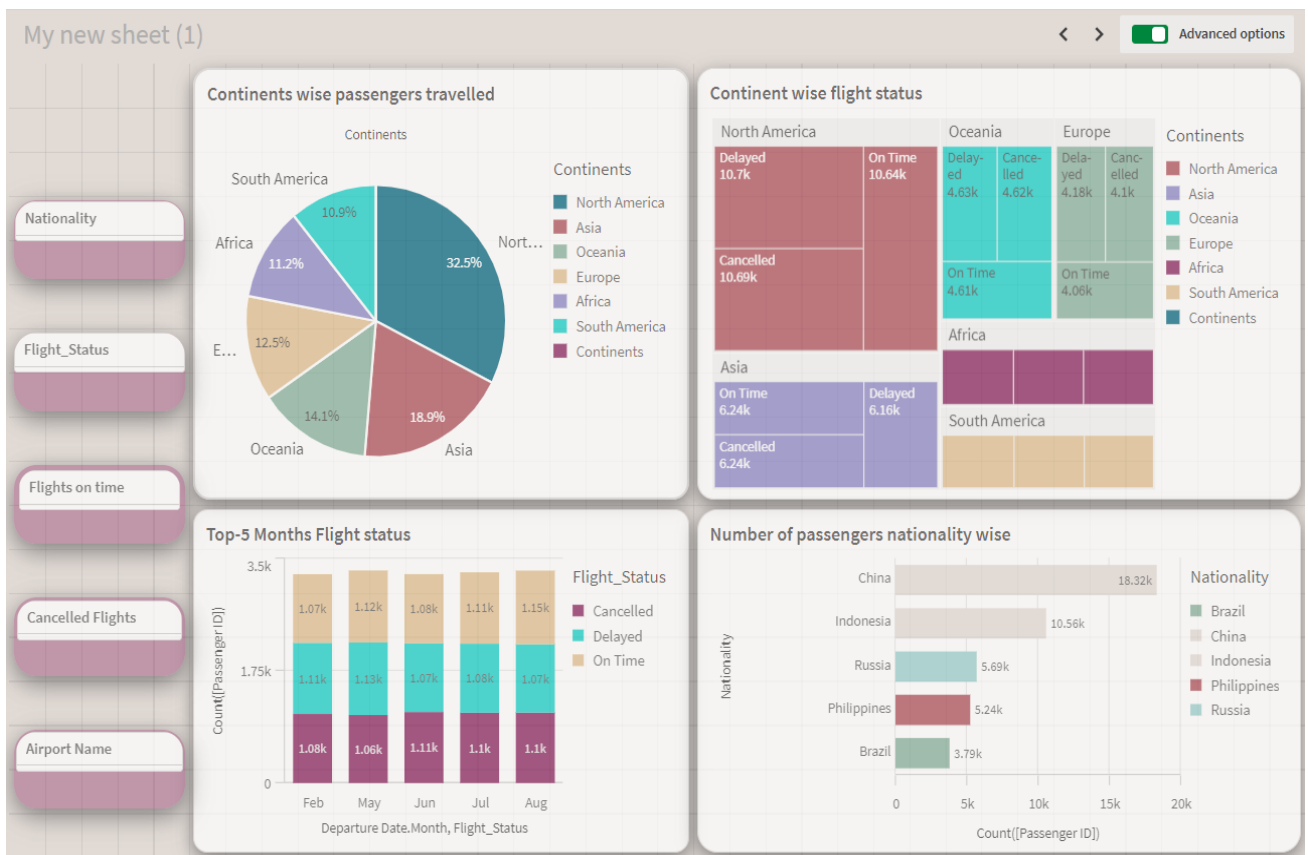 My new sheet (1)
Advanced options
Nationality
Flight_Status
Flights on time
Cancelled Flights
Airport Name
Continents wise passengers travelled
Continents
South America
10.9%
Africa
11.2%
E...
12.5%
14.1%
Oceania
18.9%
Asia
Nort...
32.5%
Continents
North America
Asia
Oceania
Europe
Africa
South America
Continents
Continent wise flight status
North America
Delayed
10.7k
On Time
10.64k
Cancelled
10.69k
Asia
On Time
6.24k
Delayed
6.16k
Cancelled
6.24k
Oceania
Delay-
ed
4.63k
Cance-
lled
4.62k
On Time
4.61k
Europe
Dela-
yed
4.18k
Canc-
elled
4.1k
On Time
4.06k
Africa
South America
Continents
North America
Asia
Oceania
Europe
Africa
South America
Continents
Top-5 Months Flight status
Count([Passenger ID])
3.5k
1.75k
0
1.07k 1.12k 1.08k 1.11k 1.15k
1.11k 1.13k 1.07k 1.08k 1.07k
1.08k 1.06k 1.11k 1.1k 1.1k
Feb May Jun Jul Aug
Departure Date.Month, Flight_Status
Flight_Status
Cancelled
Delayed
On Time
Number of passengers nationality wise
Nationality
China 18.32k
Indonesia 10.56k
Russia 5.69k
Philippines 5.24k
Brazil 3.79k
0 5k 10k 15k 20k
Count([Passenger ID])
Nationality
Brazil
China
Indonesia
Philippines
Russia